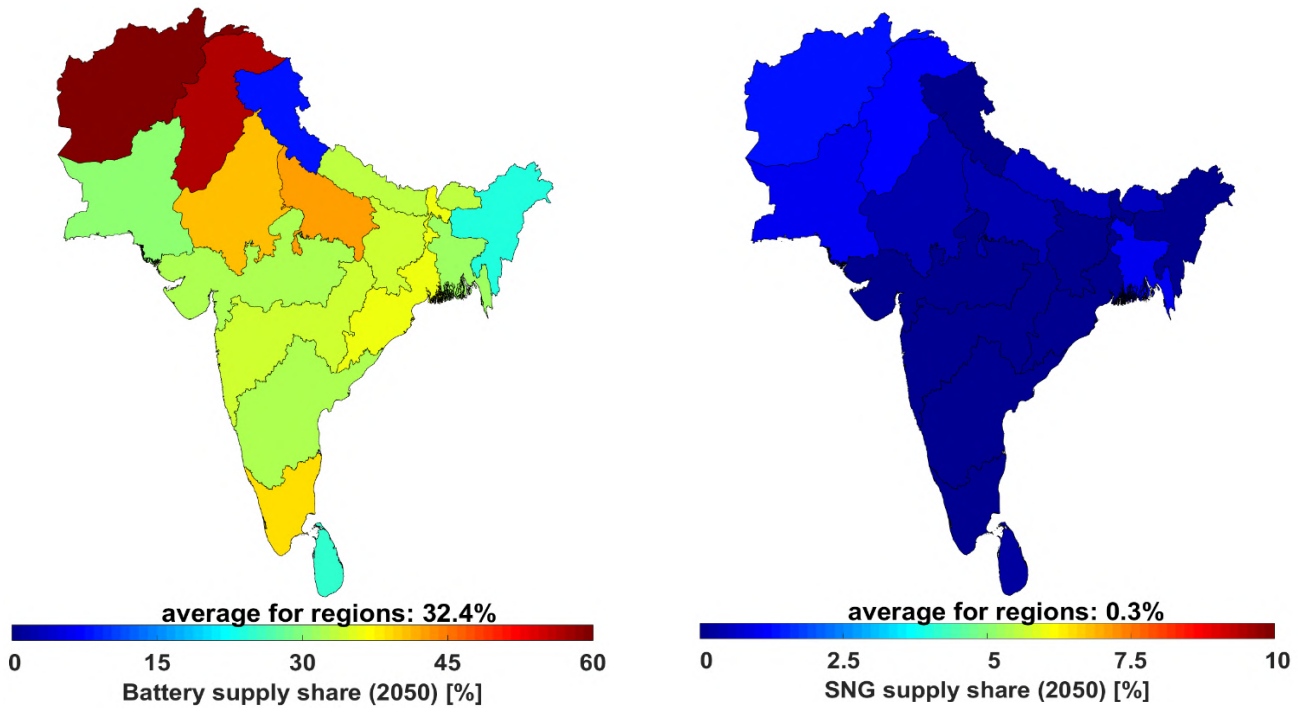 average for regions: 32.4%
0 15 30 45 60
Battery supply share (2050) [%]
average for regions: 0.3%
0 2.5 5 7.5 10
SNG supply share (2050) [%]